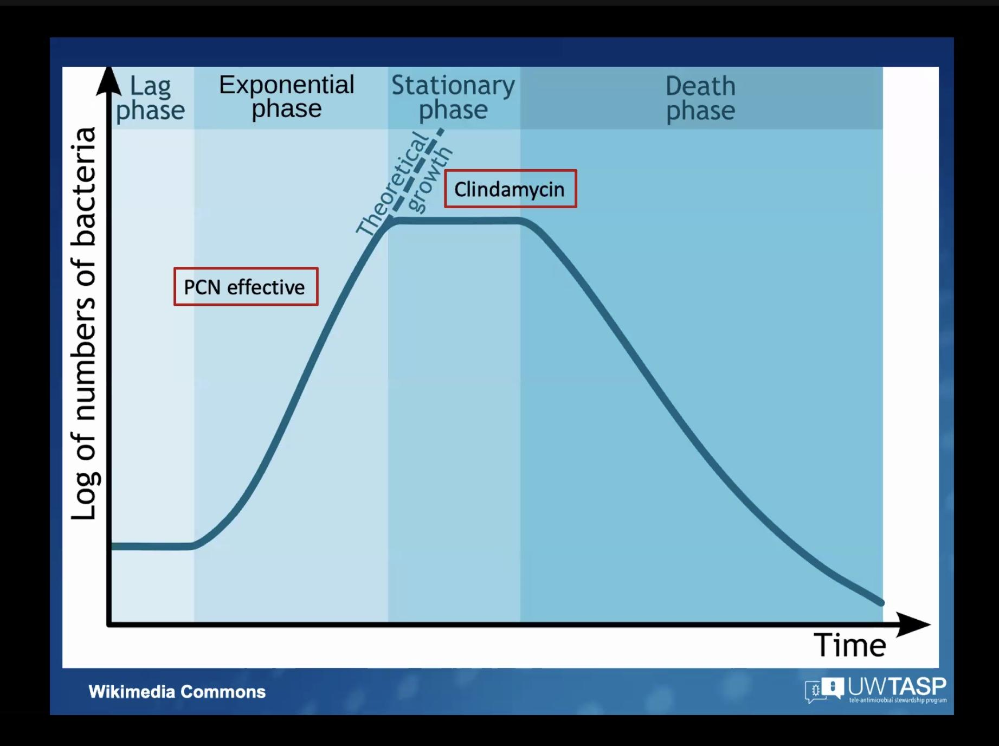 Lag
phase
Exponential
phase
Stationary
phase
Death
phase
Theoretical
growth
Clindamycin
PCN effective
Log of numbers of bacteria
Time
Wikimedia Commons
UWTASP
tele-antimicrobial stewardship program